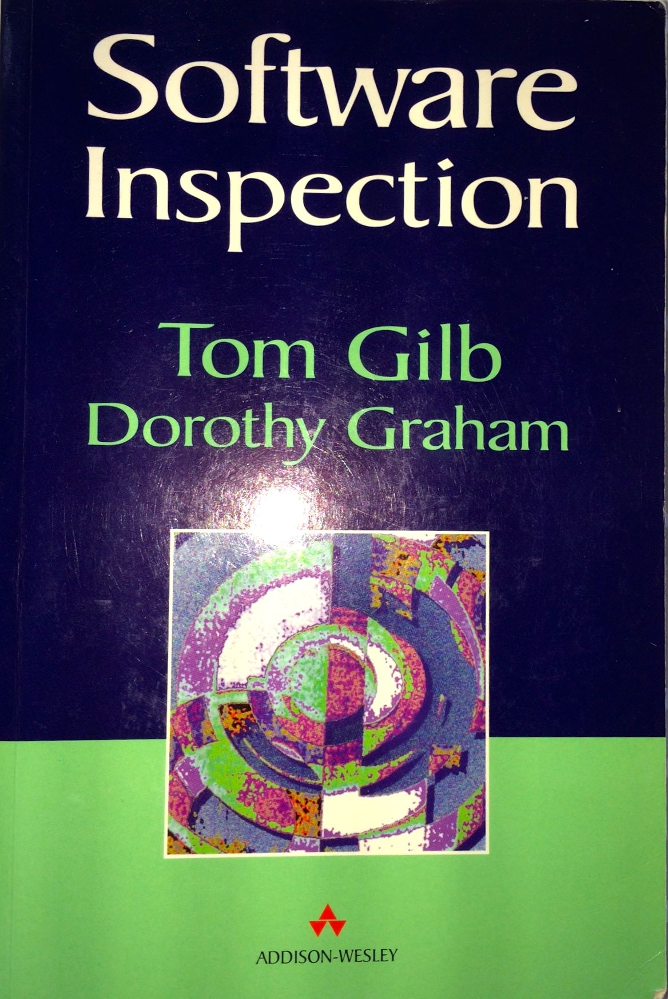 Software
Inspection
Tom Gilb
Dorothy Graham
ADDISON-WESLEY